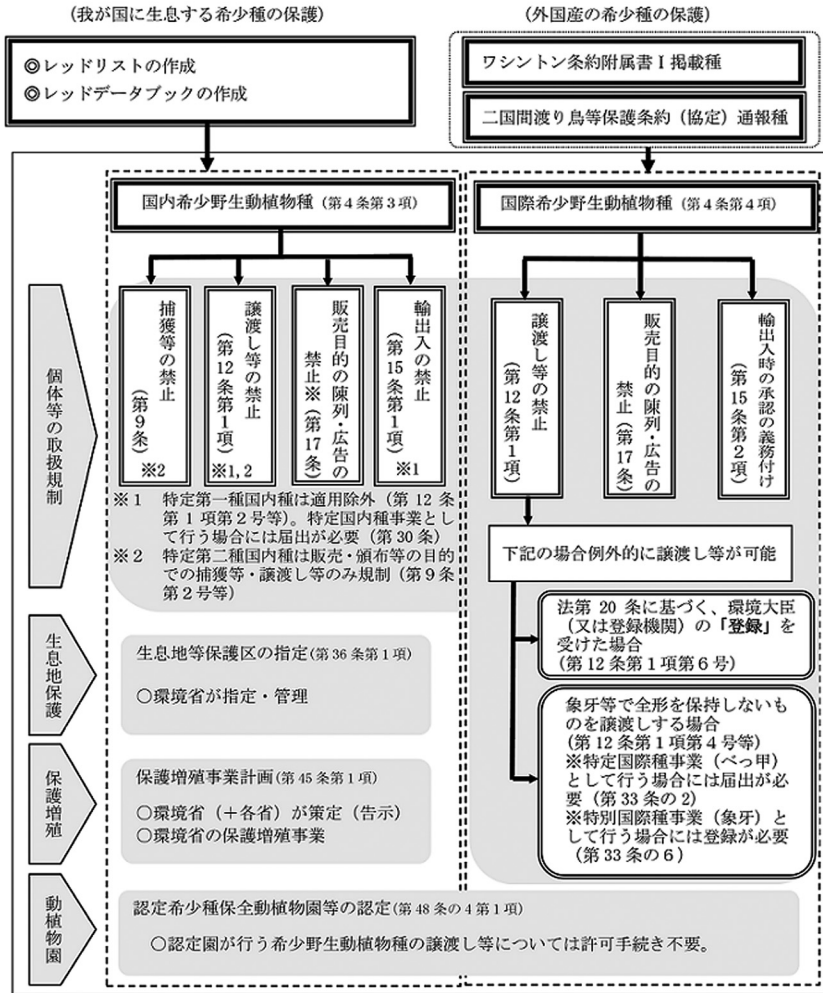 （我が国に生息する希少種の保護）
◎レッドリストの作成
◎レッドデータブックの作成
（外国産の希少種の保護）
ワシントン条約附属書Ⅰ掲載種
二国間渡り鳥等保護条約（協定）通報種
国内希少野生動植物種（第４条第３項）
国際希少野生動植物種（第４条第４項）
個体等の取扱規制
捕獲等の禁止
（第９条）
※2
譲渡し等の禁止
（第12条第１項）
※1, 2
販売目的の陳列・広告の
禁止※（第17条）
輸出入の禁止
（第15条第１項）
※1
※１　特定第一種国内種は適用除外（第 12 条
第１項第２号等）。特定国内種事業とし
て行う場合には届出が必要（第 30 条）
※２　特定第二種国内種は販売・頒布等の目的
での捕獲等・譲渡し等のみ規制（第９条
第２号等）
譲渡し等の禁止
（第12条第１項）
販売目的の陳列・広告の
禁止（第17条）
輸出入時の承認の義務付け
（第15条第２項）
下記の場合例外的に譲渡し等が可能
法第 20 条に基づく、環境大臣
（又は登録機関）の「登録」を
受けた場合
（第 12 条第１項第６号）
象牙等で全形を保持しないも
のを譲渡しする場合
（第 12 条第１項第４号等）
※特定国際種事業（べっ甲）
として行う場合には届出が必
要（第 33 条の２）
※特別国際種事業（象牙）と
して行う場合には登録が必要
（第 33 条の６）
生息地保護
生息地等保護区の指定（第 36 条第１項）
○環境省が指定・管理
保護増殖
保護増殖事業計画（第 45 条第１項）
○環境省（＋各省）が策定（告示）
○環境省の保護増殖事業
動植物園
認定希少種保全動植物園等の認定（第 48 条の４第１項）
○認定園が行う希少野生動植物種の譲渡し等については許可手続き不要。